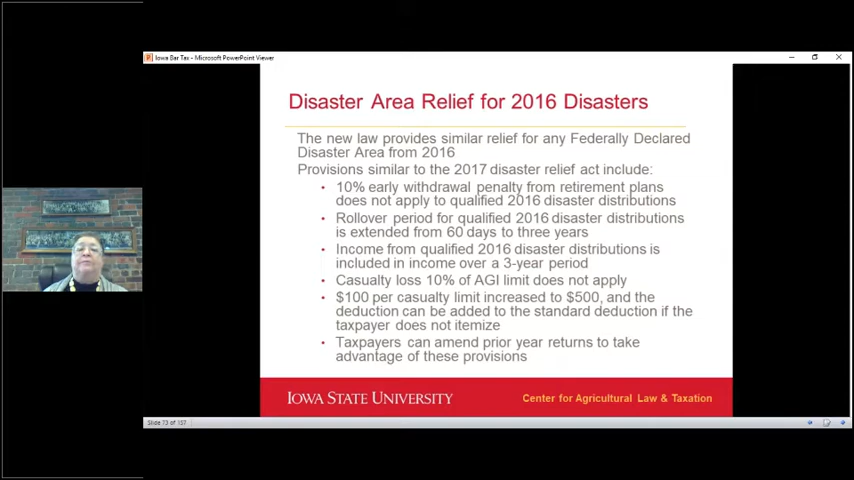 Iowa Bar Tax - Microsoft PowerPoint Viewer
Disaster Area Relief for 2016 Disasters
The new law provides similar relief for any Federally Declared
Disaster Area from 2016
Provisions similar to the 2017 disaster relief act include:
• 10% early withdrawal penalty from retirement plans
does not apply to qualified 2016 disaster distributions
• Rollover period for qualified 2016 disaster distributions
is extended from 60 days to three years
• Income from qualified 2016 disaster distributions is
included in income over a 3-year period
• Casualty loss 10% of AGI limit does not apply
• $100 per casualty limit increased to $500, and the
deduction can be added to the standard deduction if the
taxpayer does not itemize
• Taxpayers can amend prior year returns to take
advantage of these provisions
IOWA STATE UNIVERSITY
Center for Agricultural Law & Taxation
Slide 73 of 157